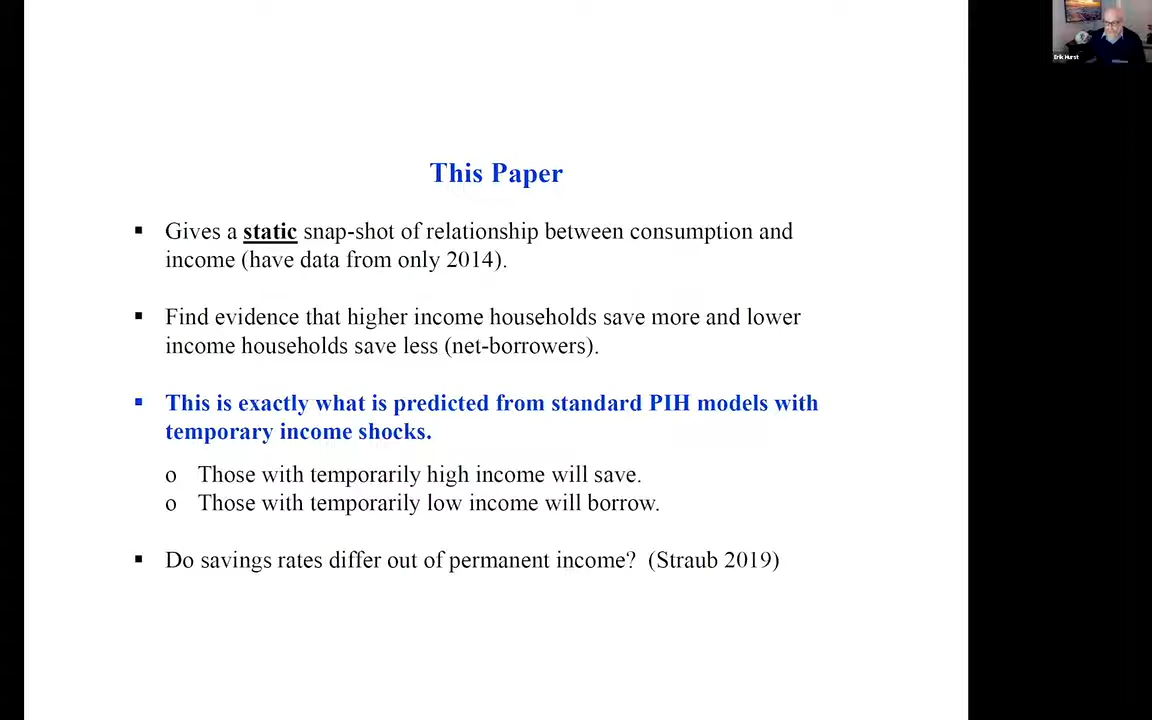 Erik Hurst
This Paper
▪ Gives a static snap-shot of relationship between consumption and
income (have data from only 2014).
▪ Find evidence that higher income households save more and lower
income households save less (net-borrowers).
▪ This is exactly what is predicted from standard PIH models with
temporary income shocks.
o Those with temporarily high income will save.
o Those with temporarily low income will borrow.
▪ Do savings rates differ out of permanent income? (Straub 2019)